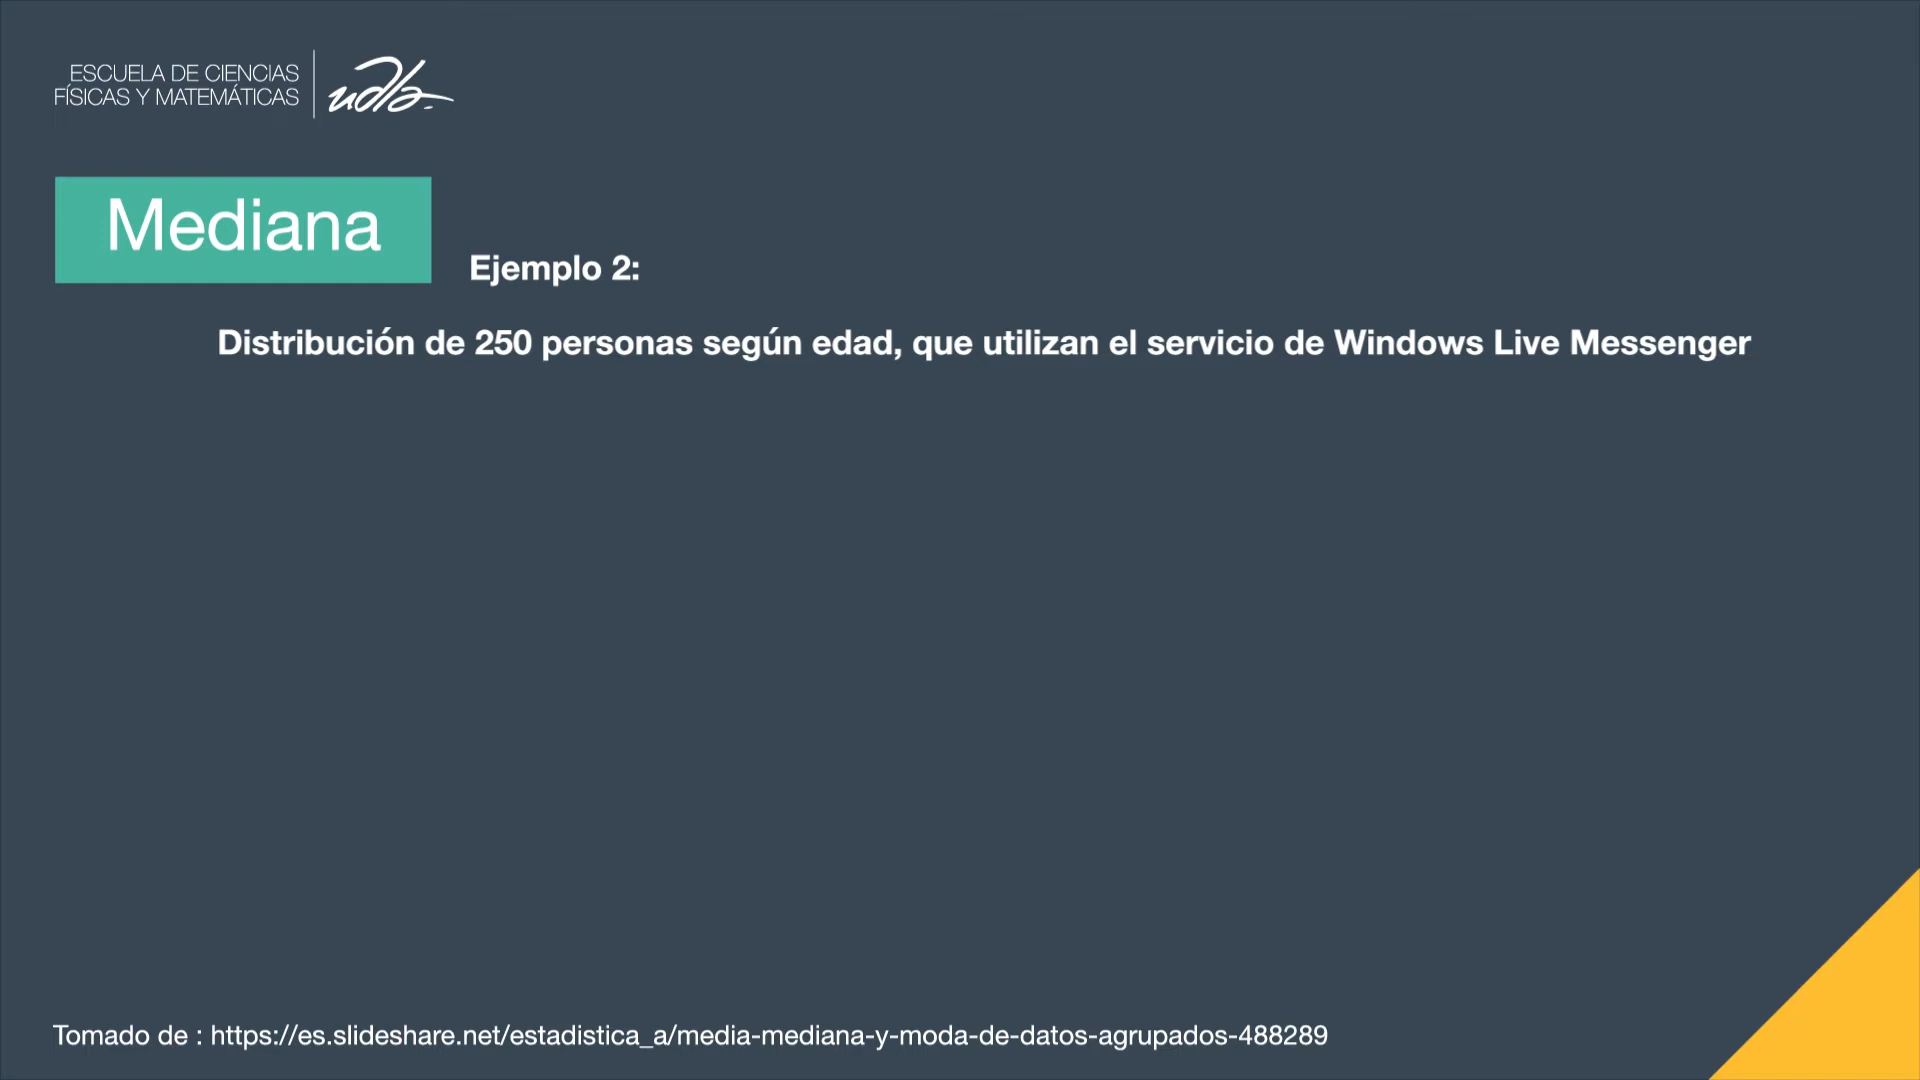 ESCUELA DE CIENCIAS
FÍSICAS Y MATEMÁTICAS
udla-
Mediana
Ejemplo 2:
Distribución de 250 personas según edad, que utilizan el servicio de Windows Live Messenger
Tomado de : https://es.slideshare.net/estadistica_a/media-mediana-y-moda-de-datos-agrupados-488289